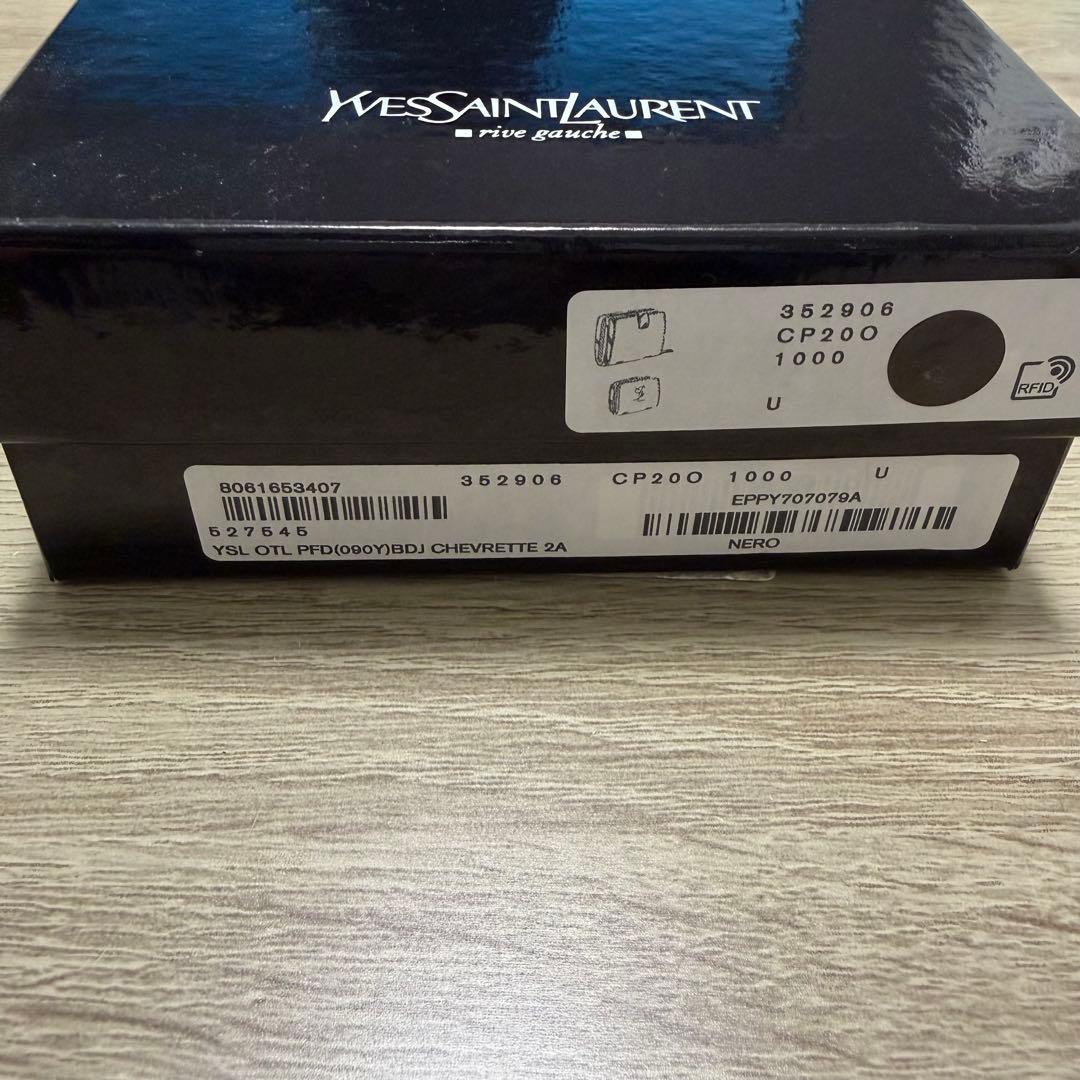 YVESSAINTLAURENT
rive gauche
352906
CP20O
1000
U
RFID
8061653407 352906 CP20O 1000 U
EPPY707079A
527545
YSL OTL PFD(090Y)BDJ CHEVRETTE 2A NERO